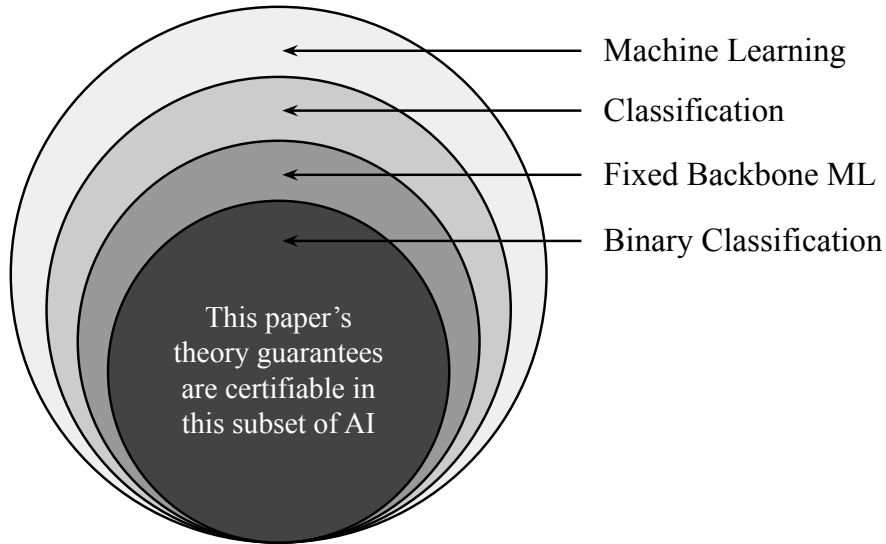 Machine Learning
Classification
Fixed Backbone ML
Binary Classification
This paper’s
theory guarantees
are certifiable in
this subset of AI